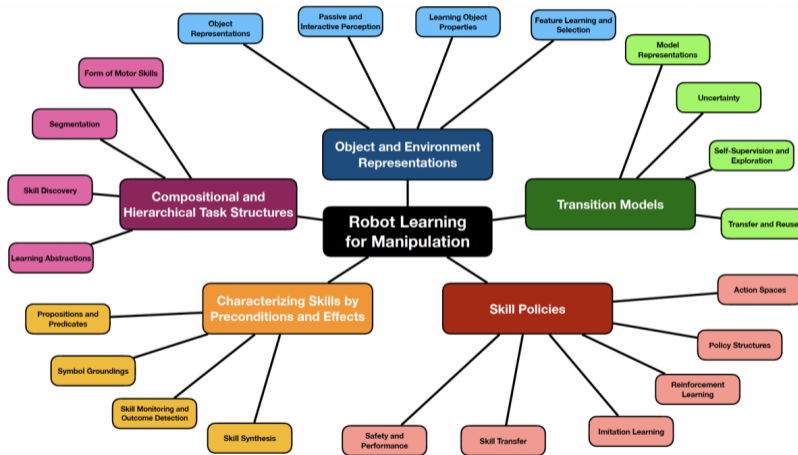 Object
Representations
Passive and
Interactive Perception
Learning Object
Properties
Feature Learning and
Selection
Model
Representations
Form of Motor Skills
Uncertainty
Segmentation
Object and Environment
Representations
Self-Supervision and
Exploration
Skill Discovery
Compositional and
Hierarchical Task Structures
Transition Models
Robot Learning
for Manipulation
Transfer and Reuse
Learning Abstractions
Action Spaces
Characterizing Skills by
Preconditions and Effects
Skill Policies
Propositions and
Predicates
Policy Structures
Symbol Groundings
Reinforcement
Learning
Skill Monitoring and
Outcome Detection
Imitation Learning
Skill Synthesis
Safety and
Performance
Skill Transfer